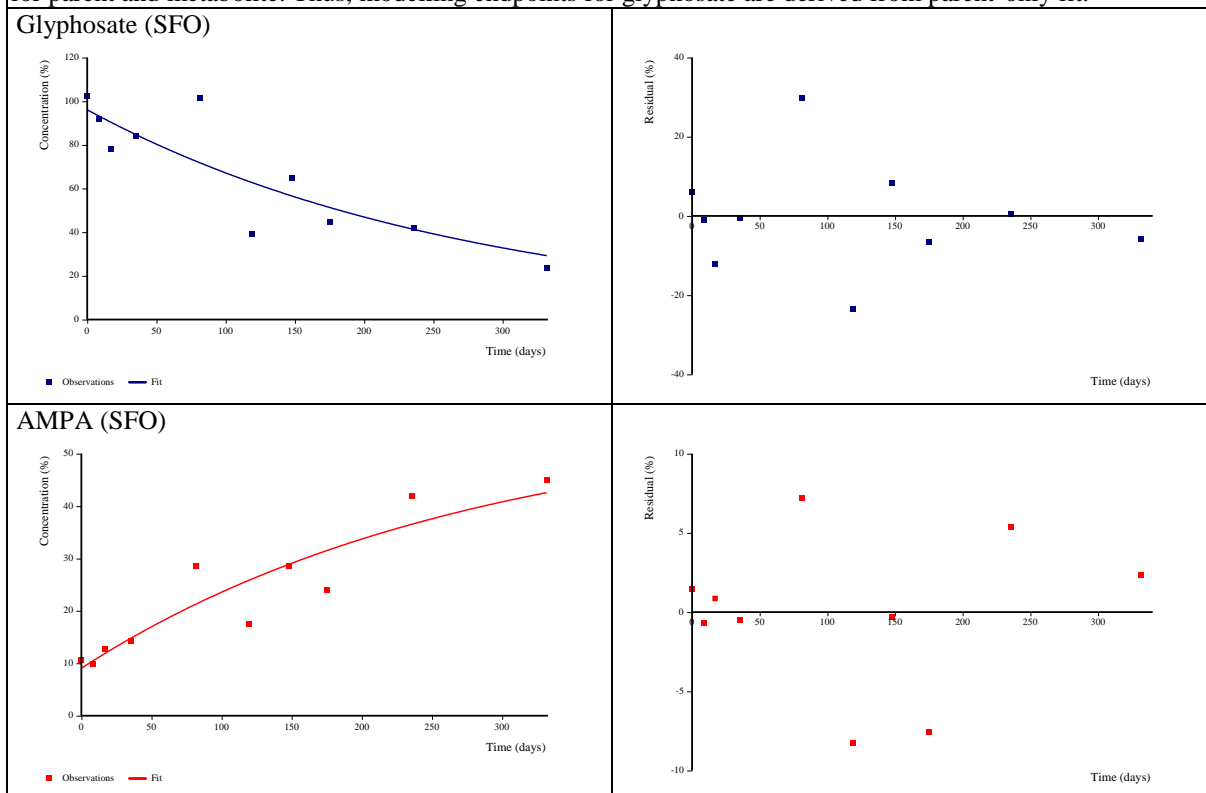 for parent and metabolite. Thus, modelling endpoints for glyphosate are derived from parent-only fit.
Glyphosate (SFO)
Concentration (%)
120
100
80
60
40
20
0
0 50 100 150 200 250 300
Time (days)
Observations Fit
Residual (%)
40
20
0
-20
-40
0 50 100 150 200 250 300
Time (days)
AMPA (SFO)
Concentration (%)
50
40
30
20
10
0
0 50 100 150 200 250 300
Time (days)
Observations Fit
Residual (%)
10
5
0
-5
-10
0 50 100 150 200 250 300
Time (days)